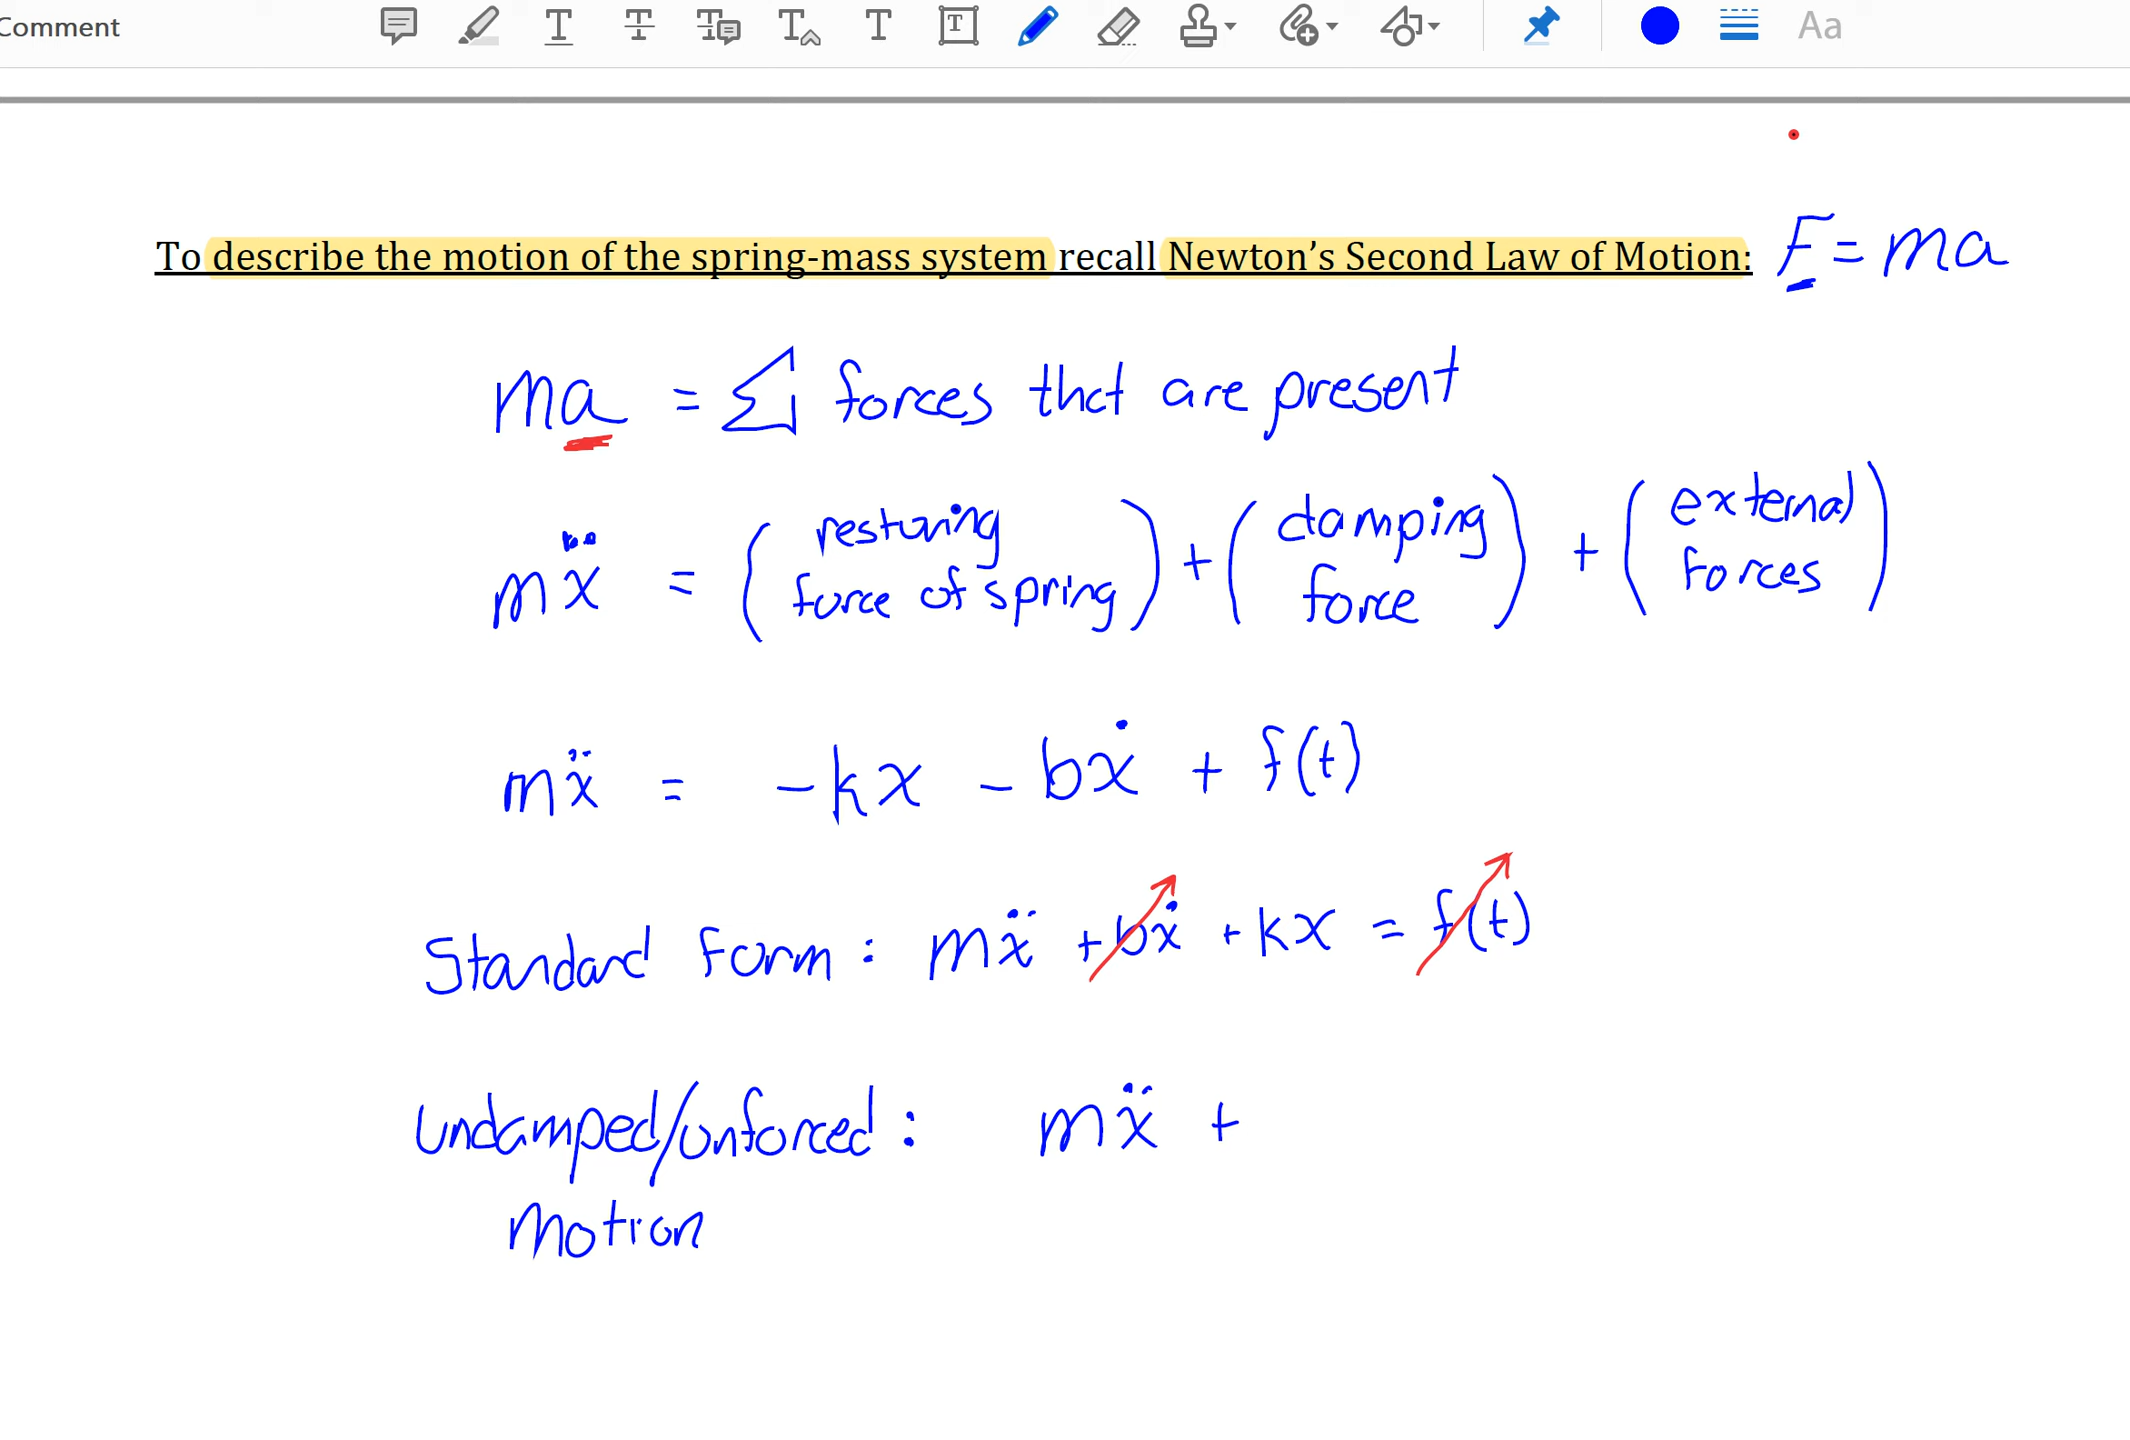 Comment
Aa
To describe the motion of the spring-mass system recall Newton's Second Law of Motion: F = ma
ma = Σ forces that are present
mẍ = (restoring force of spring) + (damping force) + (external forces)
mẍ = -kx - bẋ + f(t)
Standard Form: mẍ + bẋ + kx = f(t)
Undamped/unforced: mẍ +
Motion